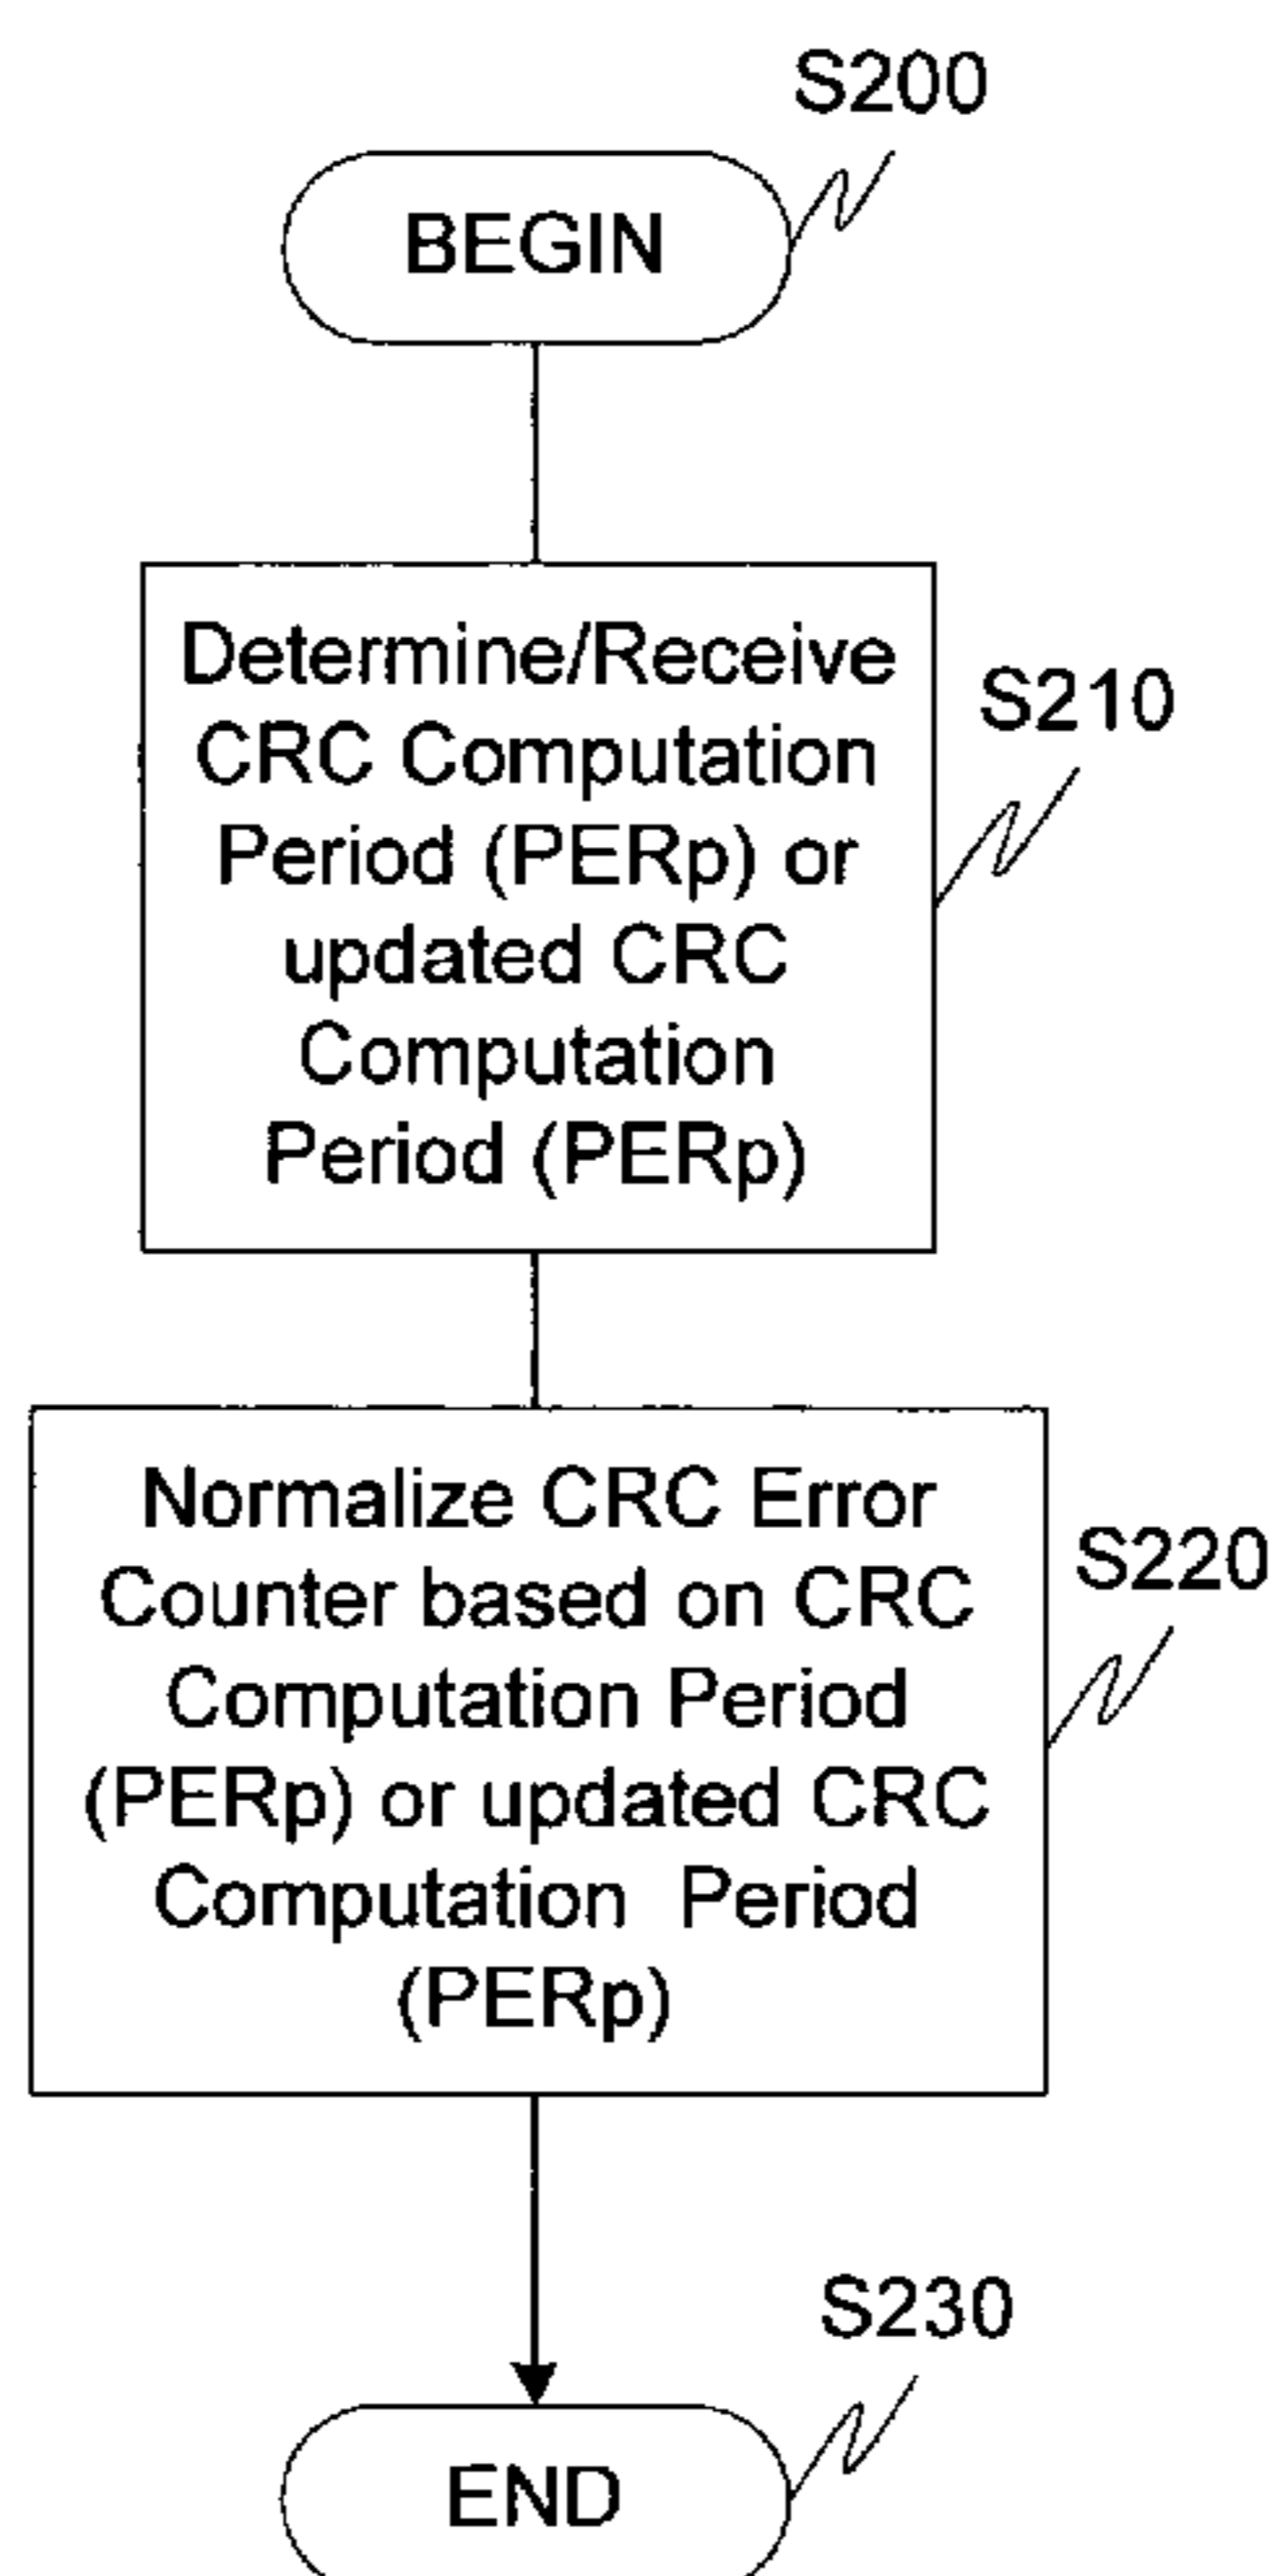 S200
BEGIN
Determine/Receive
CRC Computation
Period (PERp) or
updated CRC
Computation
Period (PERp)
S210
Normalize CRC Error
Counter based on CRC
Computation Period
(PERp) or updated CRC
Computation Period
(PERp)
S220
S230
END